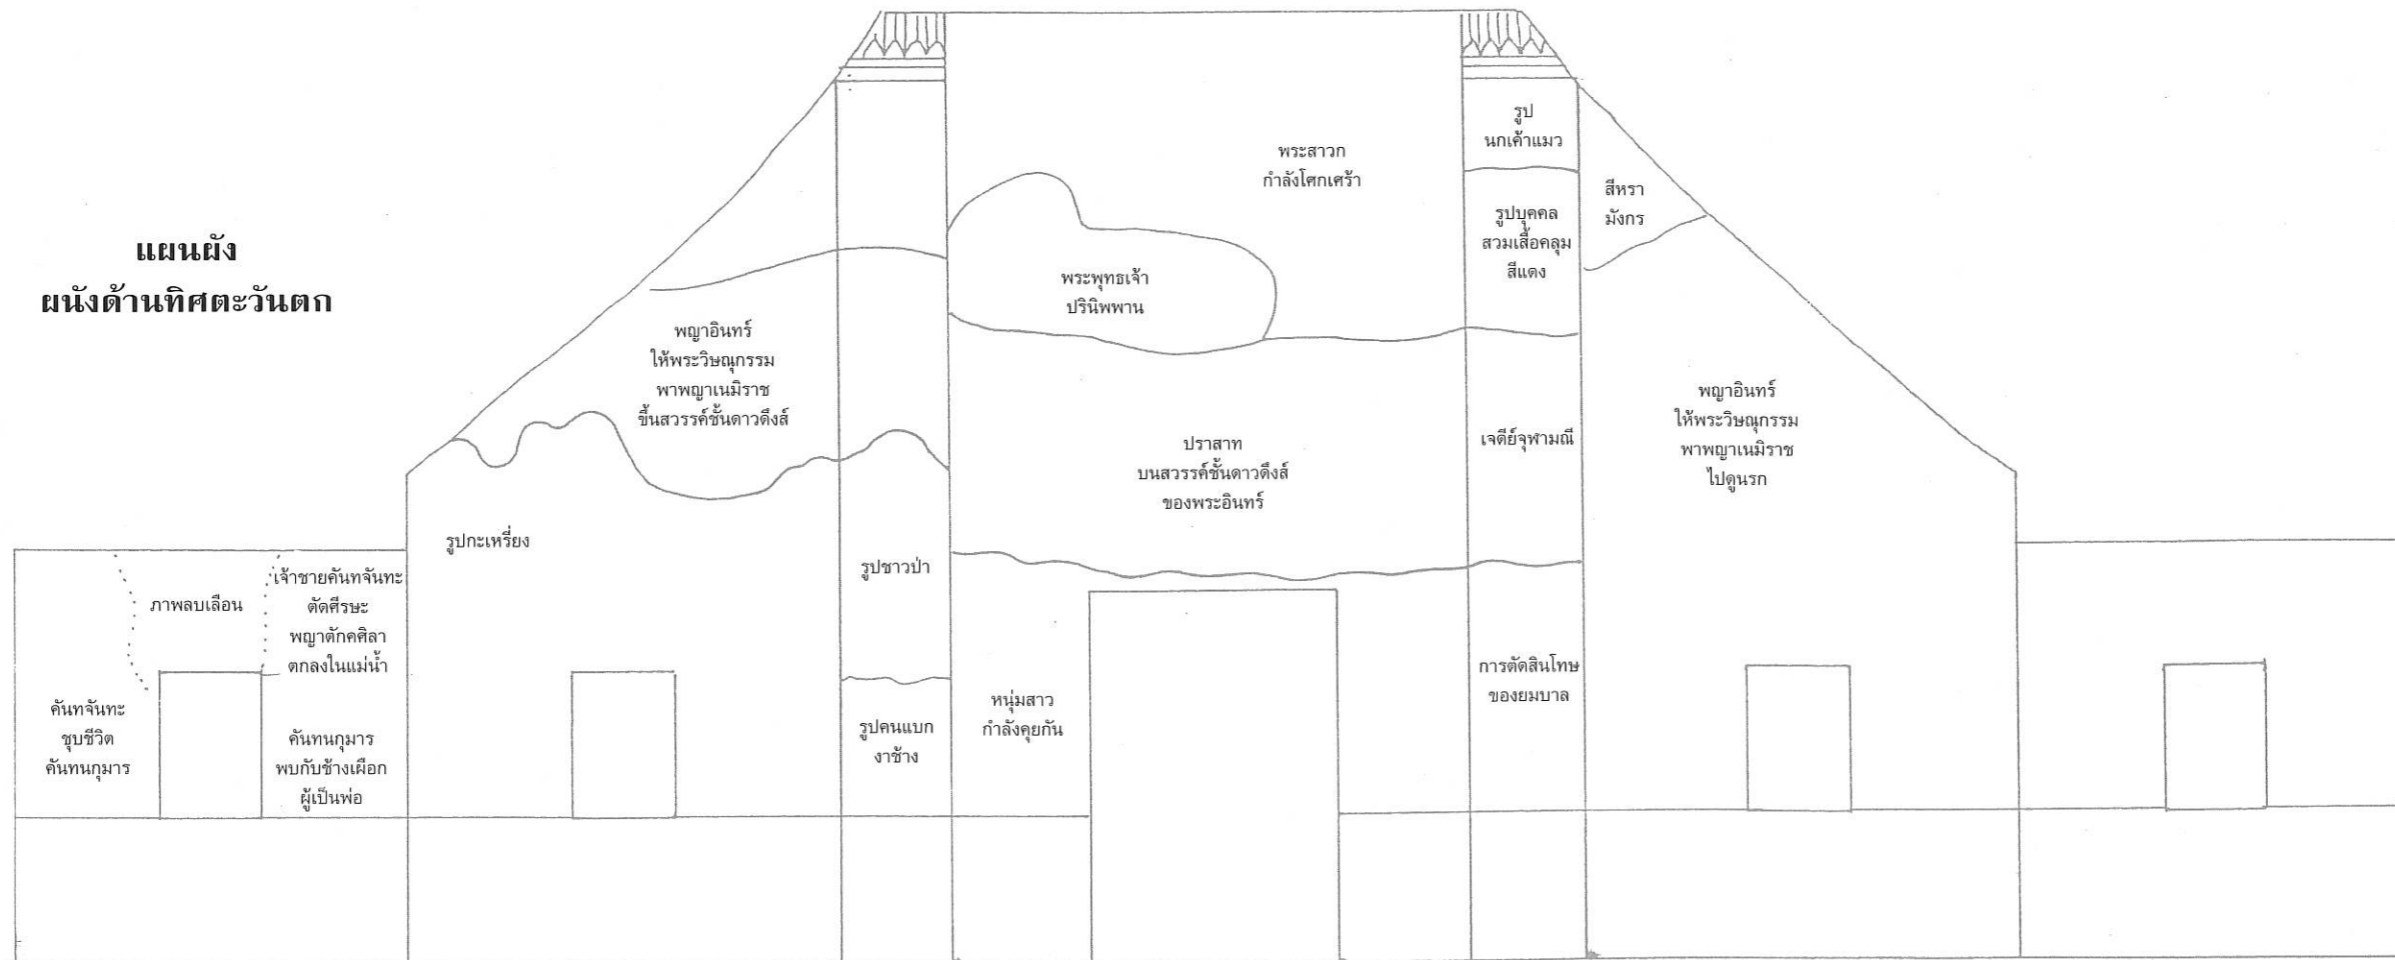 แผนผัง
ผนังด้านทิศตะวันตก
พระสาวก
กำลังโศกเศร้า
รูป
นกเค้าแมว
รูปบุคคล
สวมเสื้อคลุม
สีแดง
สีหรา
มังกร
พระพุทธเจ้า
ปรินิพพาน
พญาอินทร์
ให้พระวิษณุกรรม
พาพญาเนมิราช
ขึ้นสวรรค์ชั้นดาวดึงส์
ปราสาท
บนสวรรค์ชั้นดาวดึงส์
ของพระอินทร์
เจดีย์จุฬามณี
พญาอินทร์
ให้พระวิษณุกรรม
พาพญาเนมิราช
ไปดูนรก
รูปกะเหรี่ยง
รูปชาวป่า
ภาพลบเลือน
เจ้าชายคันทจันทะ
ตัดศีรษะ
พญาตักคศิลา
ตกลงในแม่น้ำ
คันทจันทะ
ชุบชีวิต
คันทนกุมาร
คันทนกุมาร
พบกับช้างเผือก
ผู้เป็นพ่อ
รูปคนแบก
งาช้าง
หนุ่มสาว
กำลังคุยกัน
การตัดสินโทษ
ของยมบาล